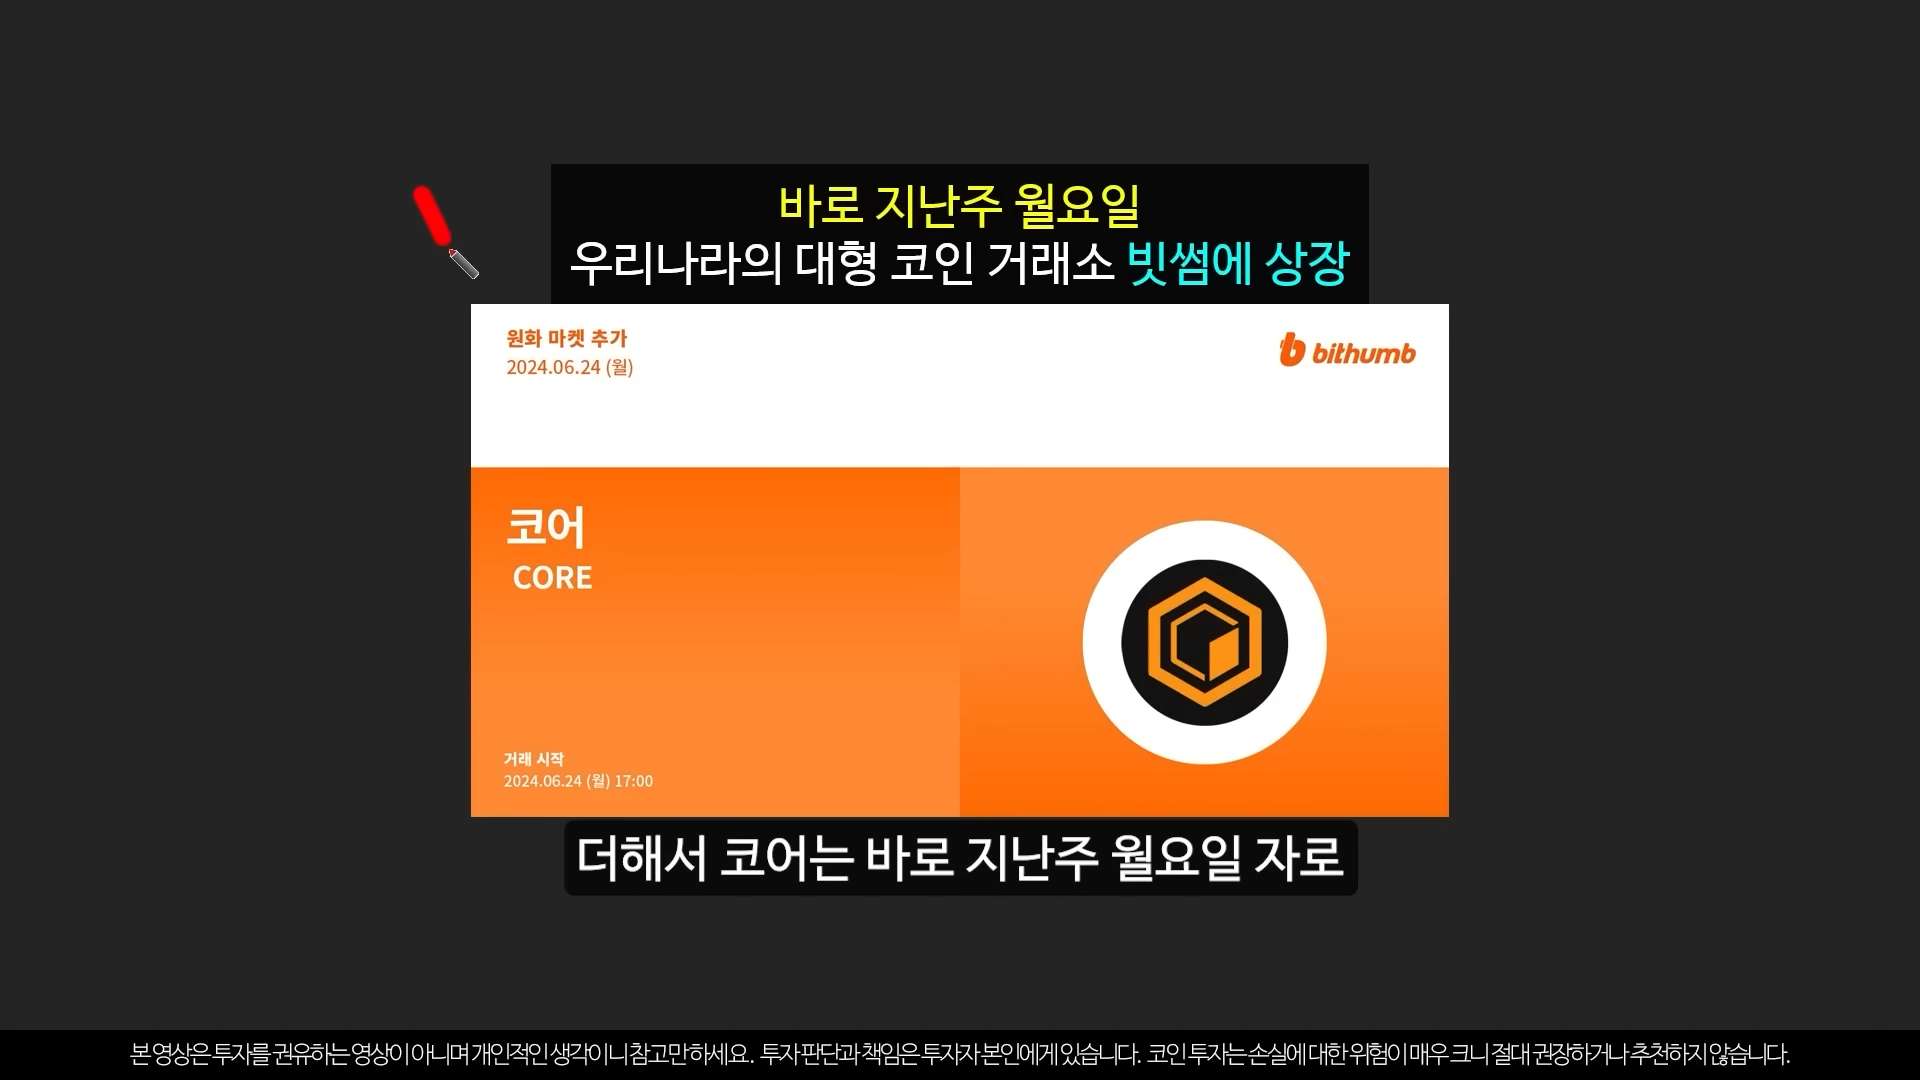 바로 지난주 월요일
우리나라의 대형 코인 거래소 빗썸에 상장
원화 마켓 추가
2024.06.24 (월)
bithumb
코어
CORE
거래 시작
2024.06.24 (월) 17:00
더해서 코어는 바로 지난주 월요일 자로
본 영상은 투자를 권유하는 영상이 아니며 개인적인 생각이니 참고만 하세요. 투자 판단과 책임은 투자자 본인에게 있습니다. 코인 투자는 손실에 대한 위험이 매우 크니 절대 권장하거나 추천하지 않습니다.